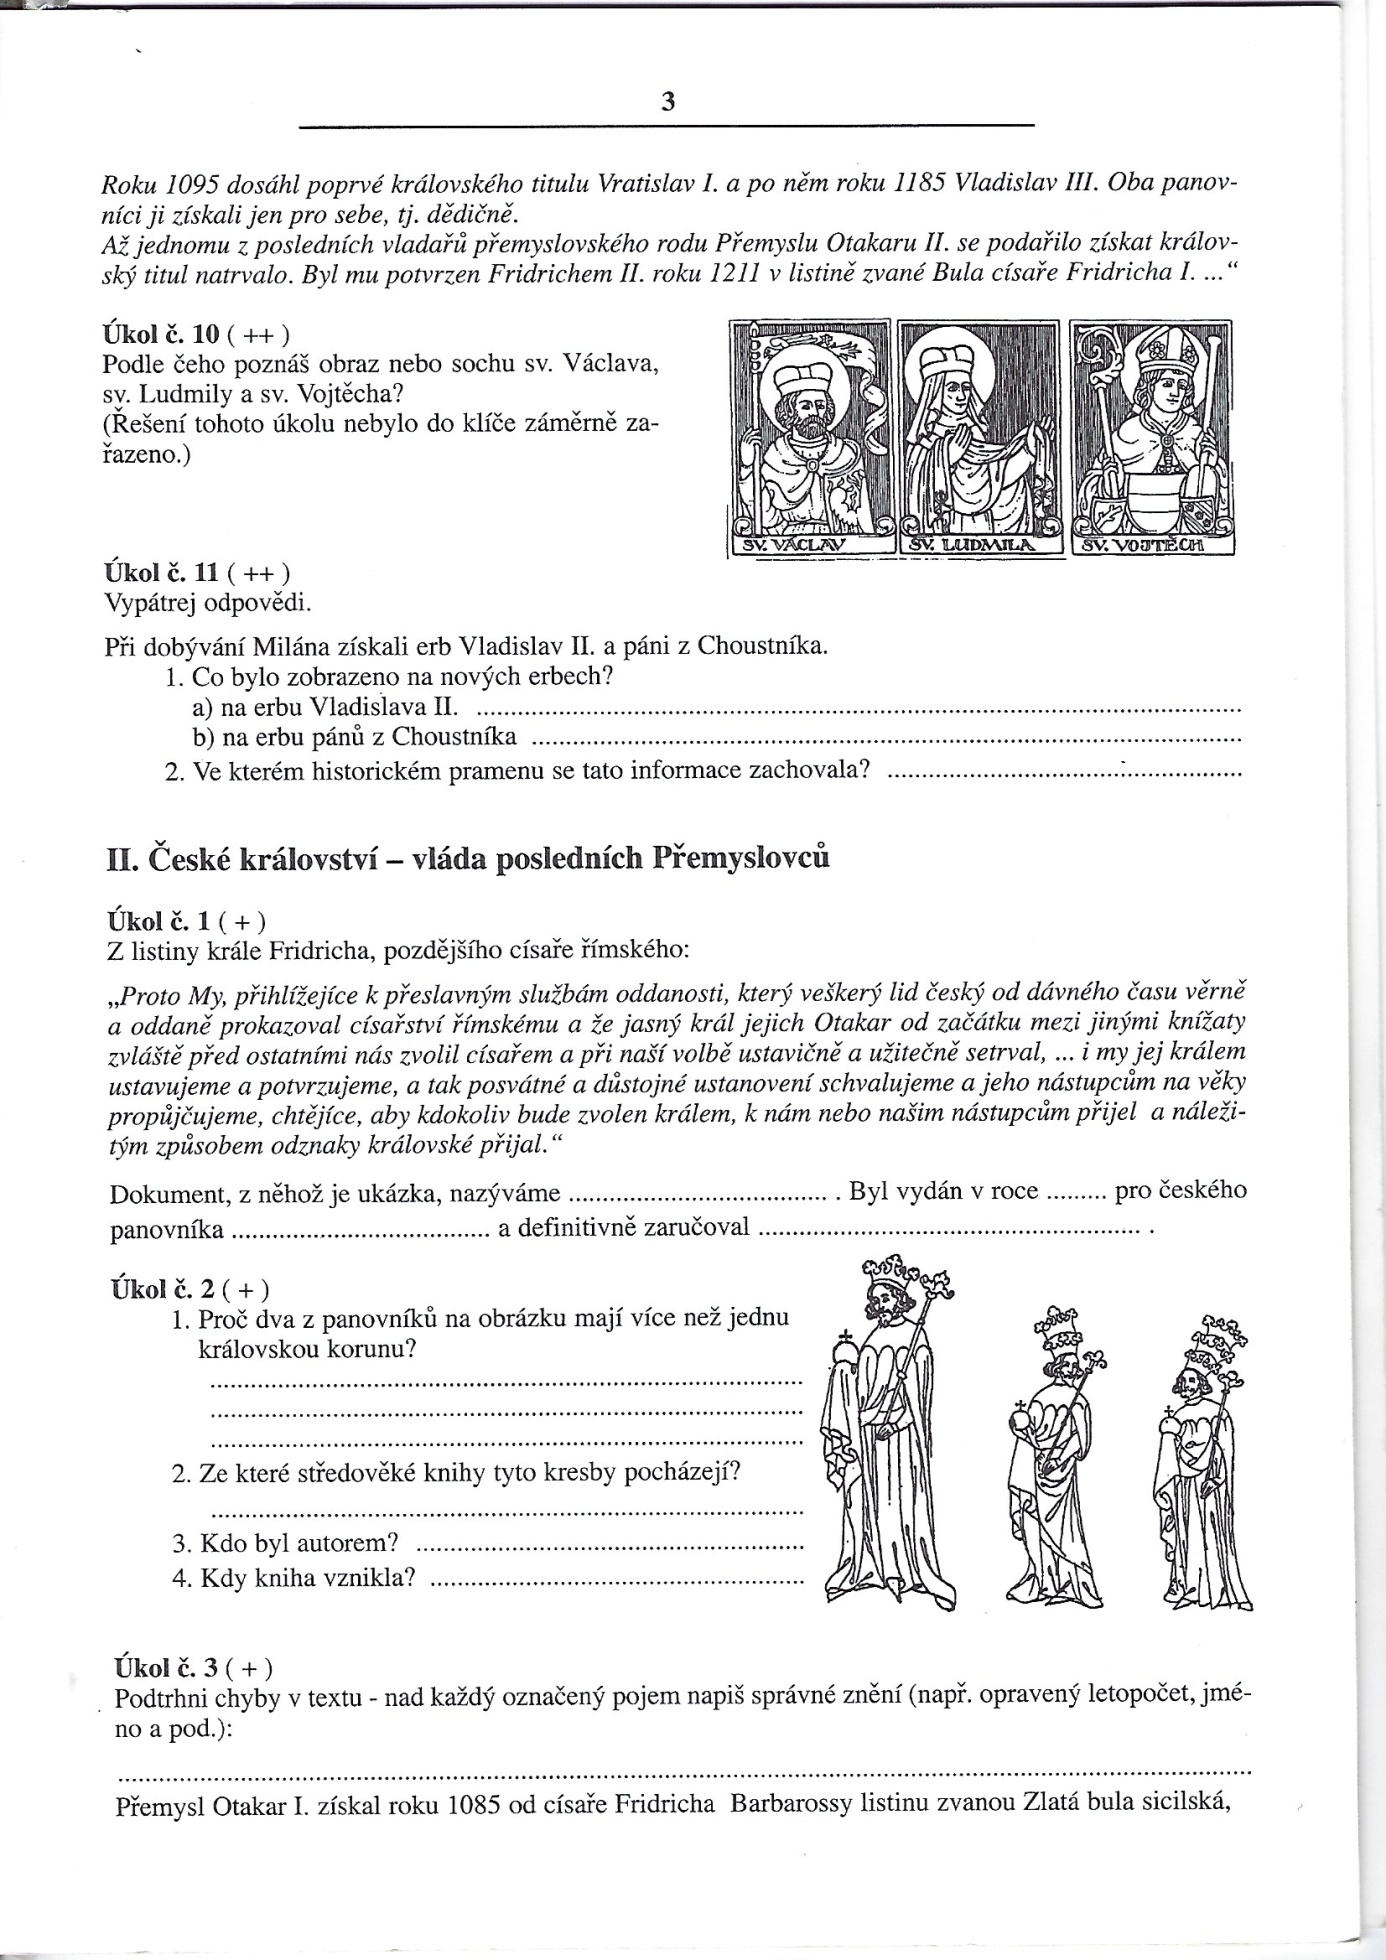 3
Roku 1095 dosáhl poprvé královského titulu Vratislav I. a po něm roku 1185 Vladislav III. Oba panov-
níci ji získali jen pro sebe, tj. dědičně.
Až jednomu z posledních vladařů přemyslovského rodu Přemyslu Otakaru II. se podařilo získat králov-
ský titul natrvalo. Byl mu potvrzen Fridrichem II. roku 1211 v listině zvané Bula císaře Fridricha I. ...“
Úkol č. 10 ( ++ )
Podle čeho poznáš obraz nebo sochu sv. Václava,
sv. Ludmily a sv. Vojtěcha?
(Řešení tohoto úkolu nebylo do klíče záměrně za-
řazeno.)
SV. VÁCLAV SV. LUDMILA SV. VOJTĚCH
Úkol č. 11 ( ++ )
Vypátrej odpovědi.
Při dobývání Milána získali erb Vladislav II. a páni z Choustníka.
1. Co bylo zobrazeno na nových erbech?
a) na erbu Vladislava II. ....................
b) na erbu pánů z Choustníka ....................
2. Ve kterém historickém pramenu se tato informace zachovala? ....................
II. České království – vláda posledních Přemyslovců
Úkol č. 1 ( + )
Z listiny krále Fridricha, pozdějšího císaře římského:
„Proto My, přihlížejíce k přeslavným službám oddanosti, který veškerý lid český od dávného času věrně
a oddaně prokazoval císařství římskému a že jasný král jejich Otakar od začátku mezi jinými knížaty
zvláště před ostatními nás zvolil císařem a při naší volbě ustavičně a užitečně setrval, ... i my jej králem
ustavujeme a potvrzujeme, a tak posvátné a důstojné ustanovení schvalujeme a jeho nástupcům na věky
propůjčujeme, chtějíce, aby kdokoliv bude zvolen králem, k nám nebo našim nástupcům přijel a náleži-
tým způsobem odznaky královské přijal.“
Dokument, z něhož je ukázka, nazýváme .................... . Byl vydán v roce ......... pro českého
panovníka .................... a definitivně zaručoval .................... .
Úkol č. 2 ( + )
1. Proč dva z panovníků na obrázku mají více než jednu
královskou korunu?
....................
....................
....................
2. Ze které středověké knihy tyto kresby pocházejí?
....................
3. Kdo byl autorem? ....................
4. Kdy kniha vznikla? ....................
Úkol č. 3 ( + )
Podtrhni chyby v textu - nad každý označený pojem napiš správné znění (např. opravený letopočet, jmé-
no a pod.):
....................
Přemysl Otakar I. získal roku 1085 od císaře Fridricha Barbarossy listinu zvanou Zlatá bula sicilská,